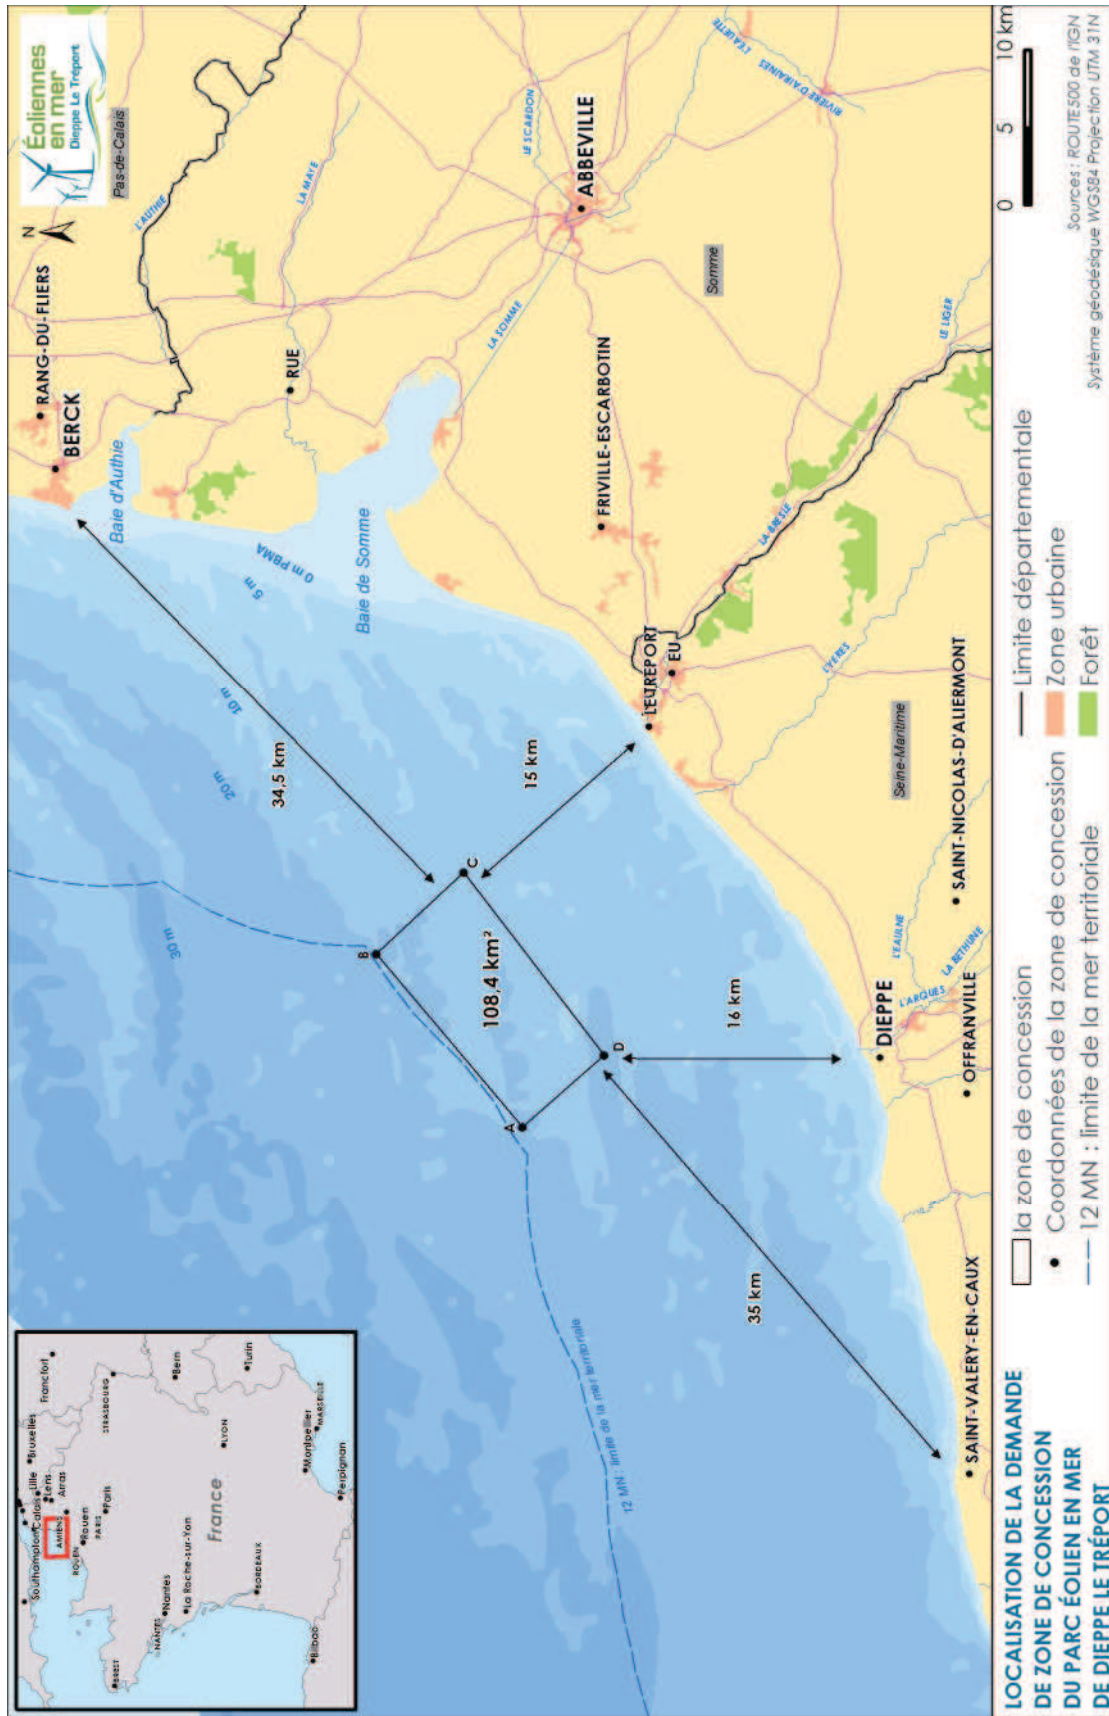 Éoliennes
en mer
Dieppe Le Tréport
Pas-de-Calais
N
RANG-DU-FLIERS
BERCK
Baie d'Authie
L'AUTHIE
LA MAYE
RUE
0 m PBMA
5 m
10 m
20 m
30 m
Baie de Somme
LA SOMME
LE SCARDON
L'EAULETTE
RIVIÈRE D'AIRAINES
ABBEVILLE
Somme
FRIVILLE-ESCARBOTIN
LE LIGER
LA BRESLE
LE TREPORT
EU
L'YERES
Seine-Maritime
SAINT-NICOLAS-D'ALIERMONT
L'EAULNE
LA BETHUNE
L'ARQUES
DIEPPE
OFFRANVILLE
SAINT-VALERY-EN-CAUX
34,5 km
15 km
16 km
35 km
108,4 km²
A
B
C
D
12 MN : limite de la mer territoriale
Southampton
Calais
Lille
Lens
Arras
Bruxelles
Francfort
AMIENS
ROUEN
Rouen
PARIS
Paris
STRASBOURG
BREST
NANTES
Nantes
La Roche-sur-Yon
France
Bern
Turin
LYON
BORDEAUX
Bilbao
Montpellier
MARSEILLE
Perpignan
LOCALISATION DE LA DEMANDE
DE ZONE DE CONCESSION
DU PARC ÉOLIEN EN MER
DE DIEPPE LE TRÉPORT
la zone de concession
Coordonnées de la zone de concession
12 MN : limite de la mer territoriale
Limite départementale
Zone urbaine
Forêt
0 5 10 km
Sources : ROUTE500 de l'IGN
Système géodésique WGS84 Projection UTM 31N